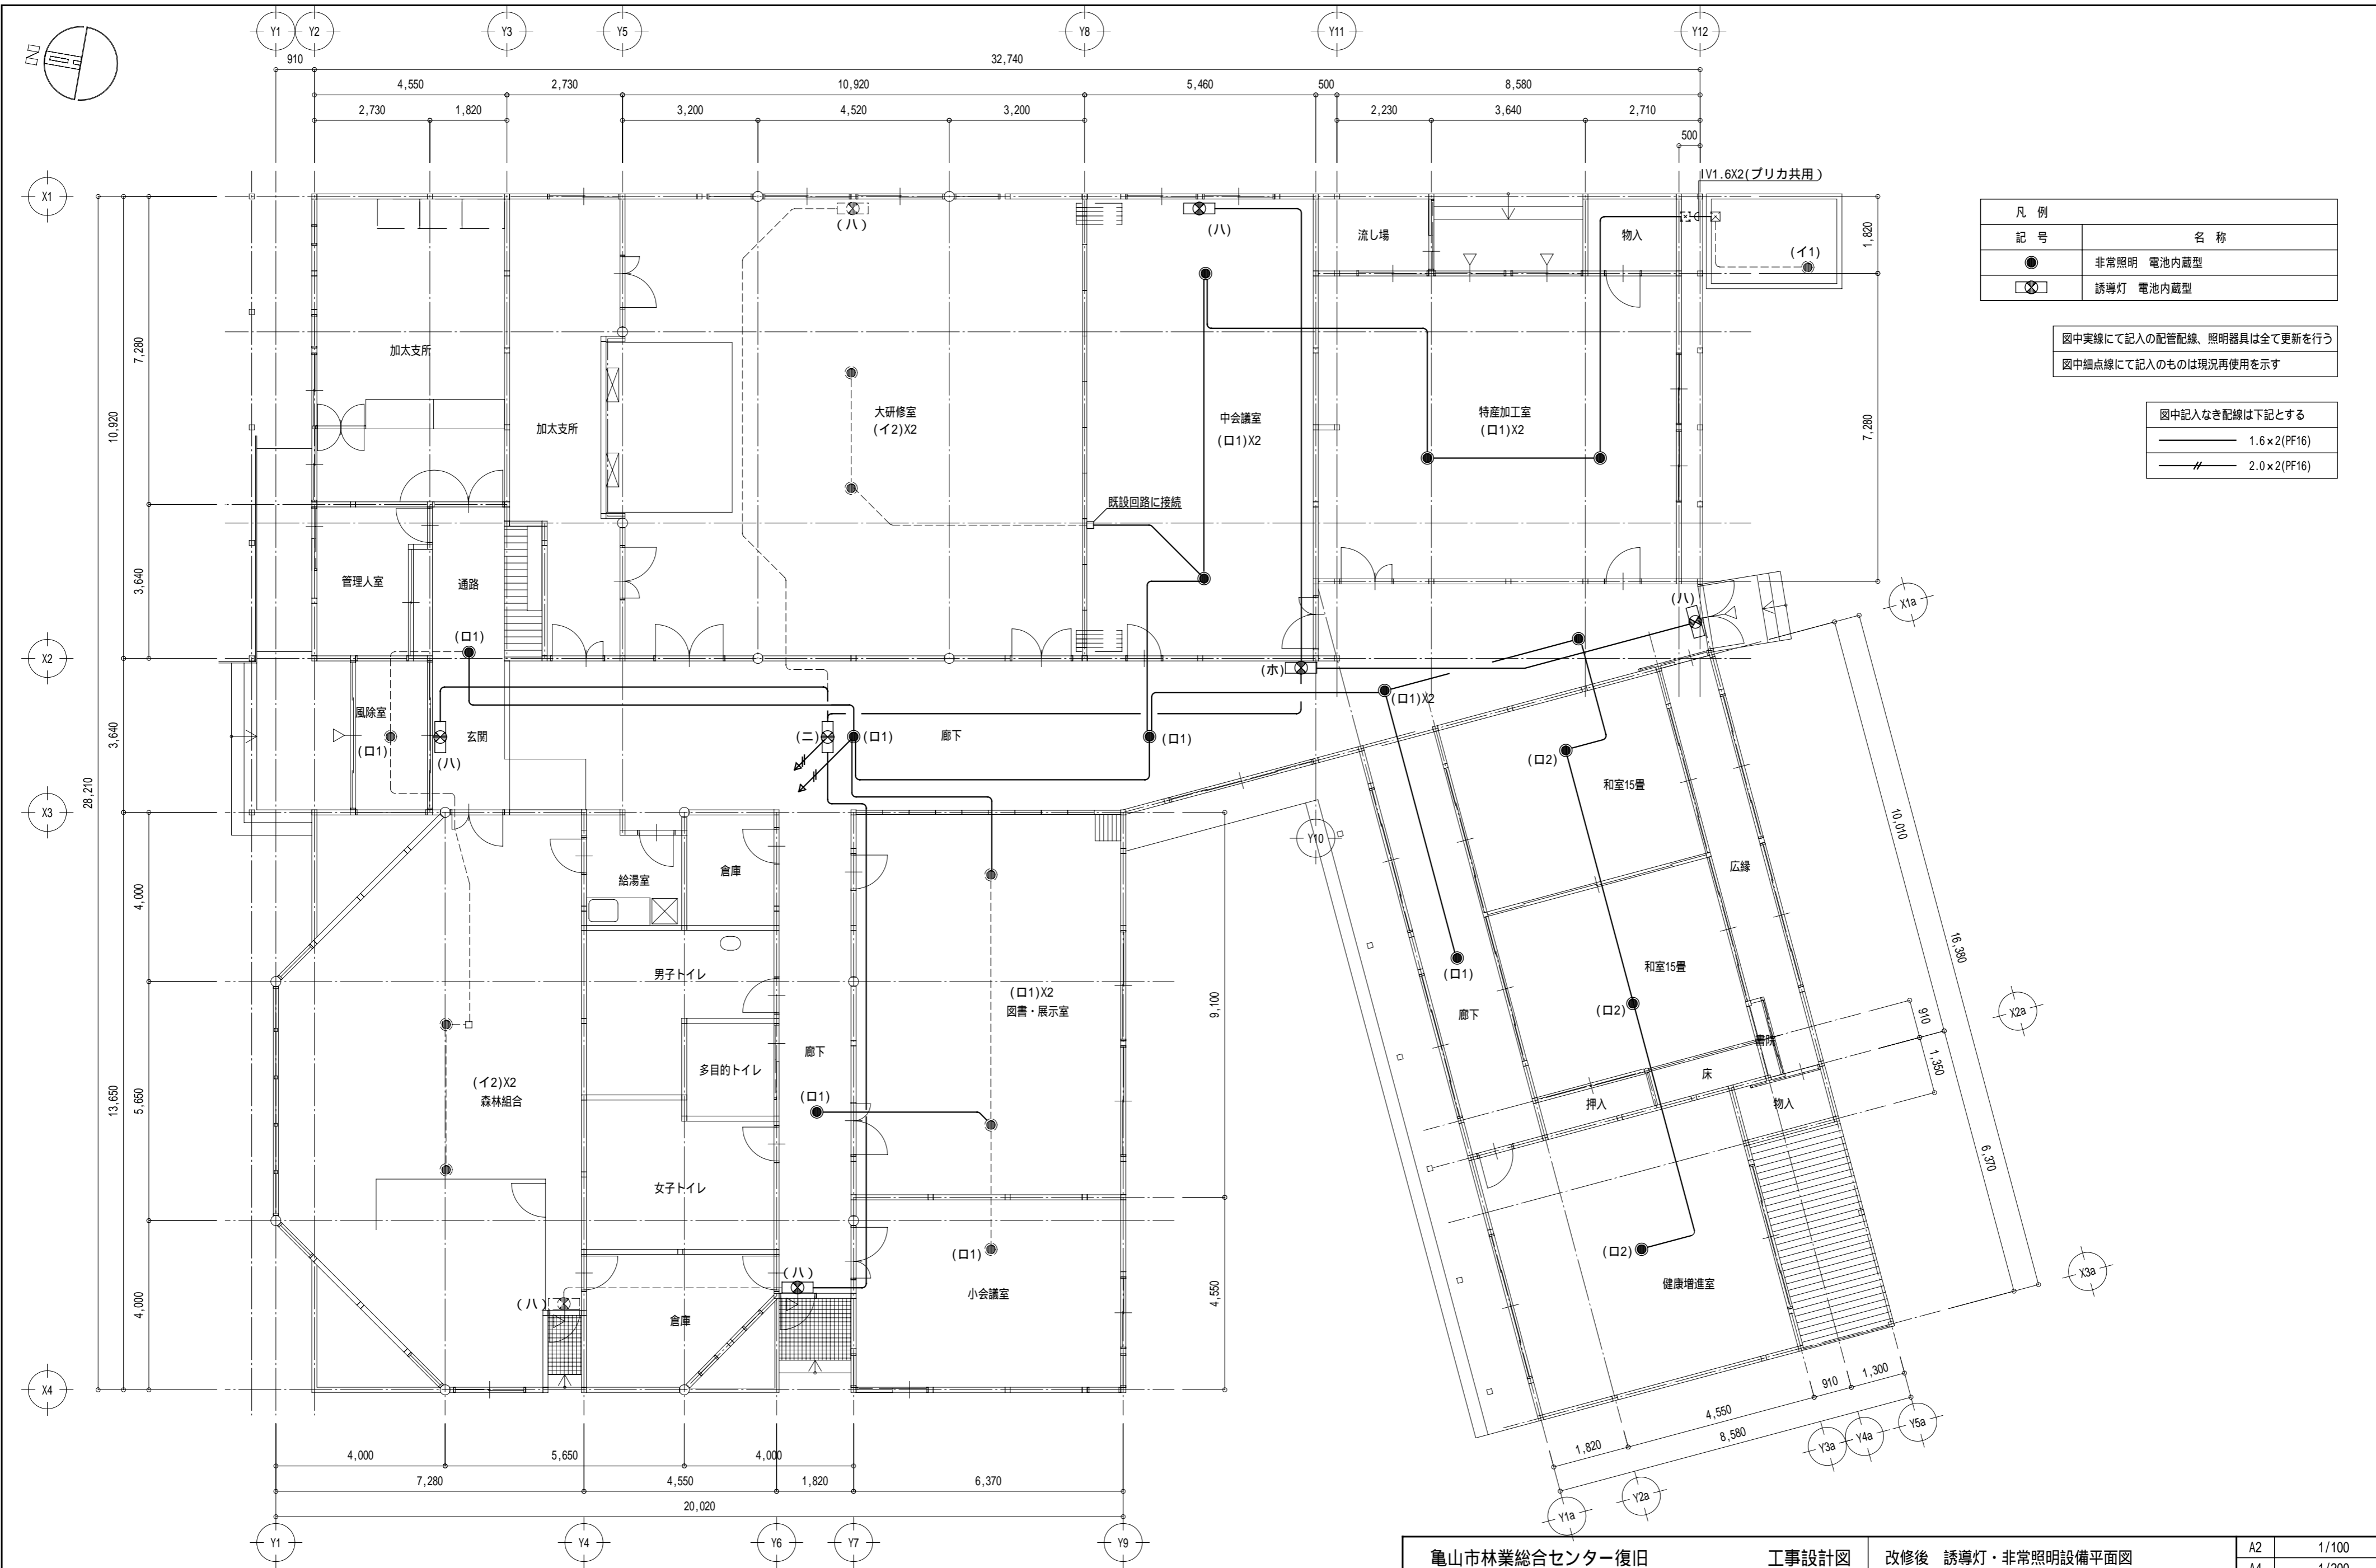 N
Y1
Y2
Y3
Y5
Y8
Y11
Y12
910
32,740
4,550
2,730
10,920
5,460
500
8,580
2,730
1,820
3,200
4,520
3,200
2,230
3,640
2,710
500
IV1.6X2(プリカ共用)
X1
(ハ)
(ハ)
流し場
物入
(イ1)
1,820
凡 例
記 号
名 称
非常照明 電池内蔵型
誘導灯 電池内蔵型
図中実線にて記入の配管配線、照明器具は全て更新を行う
図中細点線にて記入のものは現況再使用を示す
図中記入なき配線は下記とする
1.6×2(PF16)
2.0×2(PF16)
7,280
10,920
加太支所
加太支所
大研修室
(イ2)X2
中会議室
(ロ1)X2
特産加工室
(ロ1)X2
7,280
既設回路に接続
3,640
管理人室
通路
(ロ1)
(ハ)
X1a
X2
(ホ)
(ロ1)X2
3,640
風除室
(ロ1)
玄関
(ハ)
(ニ)
(ロ1)
廊下
(ロ1)
(ロ2)
和室15畳
28,210
X3
Y10
10,010
4,000
給湯室
倉庫
広縁
16,380
男子トイレ
(ロ1)
和室15畳
(ロ1)X2
図書・展示室
9,100
(ロ2)
廊下
910
X2a
書院
1,350
13,650
5,650
(イ2)X2
森林組合
多目的トイレ
廊下
(ロ1)
床
押入
物入
6,370
女子トイレ
(ロ1)
(ロ2)
健康増進室
X3a
4,000
(ハ)
(ハ)
倉庫
小会議室
4,550
X4
910
1,300
4,550
8,580
1,820
Y5a
Y4a
Y3a
Y2a
Y1a
4,000
5,650
4,000
7,280
4,550
1,820
6,370
20,020
Y1
Y4
Y6
Y7
Y9
亀山市林業総合センター復旧
工事設計図
改修後 誘導灯・非常照明設備平面図
A2
1/100
A4
1/200